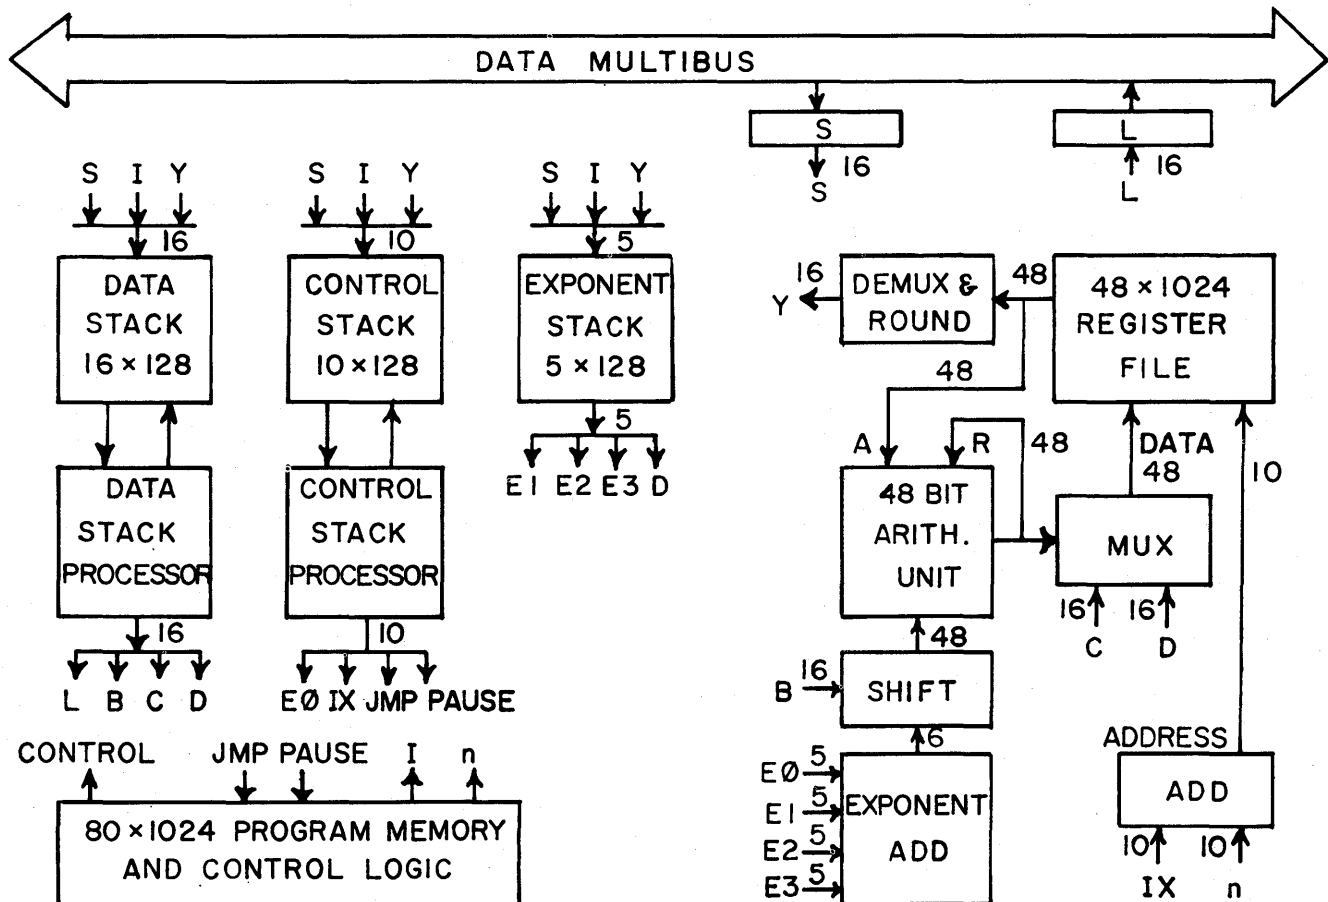 DATA MULTIBUS
S
16
S
L
16
L
S I Y
16
DATA
STACK
16 × 128
DATA
STACK
PROCESSOR
16
L B C D
S I Y
10
CONTROL
STACK
10 × 128
CONTROL
STACK
PROCESSOR
10
EØ IX JMP PAUSE
S I Y
5
EXPONENT
STACK
5 × 128
5
E1 E2 E3 D
Y
16
DEMUX &
ROUND
48
48 × 1024
REGISTER
FILE
48
A
R
48
DATA
48
10
48 BIT
ARITH.
UNIT
MUX
16
16
C
D
48
B
16
SHIFT
6
EØ 5
E1 5
E2 5
E3 5
EXPONENT
ADD
ADDRESS
ADD
10
10
IX
n
CONTROL JMP PAUSE I n
80 × 1024 PROGRAM MEMORY
AND CONTROL LOGIC